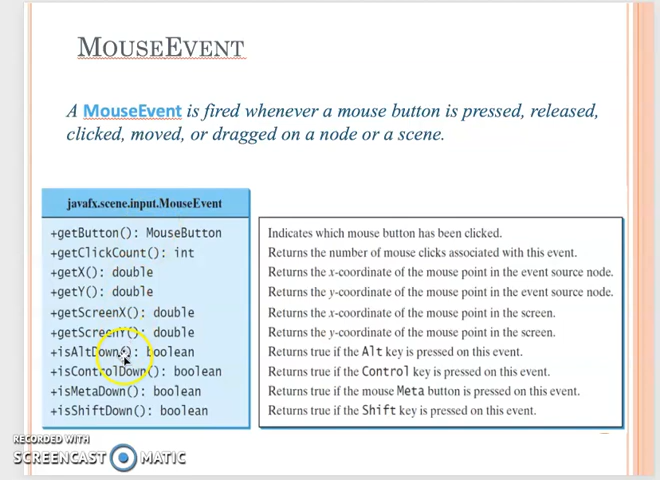 MOUSEEVENT
A MouseEvent is fired whenever a mouse button is pressed, released,
clicked, moved, or dragged on a node or a scene.
javafx.scene.input.MouseEvent
+getButton(): MouseButton Indicates which mouse button has been clicked.
+getClickCount(): int Returns the number of mouse clicks associated with this event.
+getX(): double Returns the x-coordinate of the mouse point in the event source node.
+getY(): double Returns the y-coordinate of the mouse point in the event source node.
+getScreenX(): double Returns the x-coordinate of the mouse point in the screen.
+getScreenY(): double Returns the y-coordinate of the mouse point in the screen.
+isAltDown(): boolean Returns true if the Alt key is pressed on this event.
+isControlDown(): boolean Returns true if the Control key is pressed on this event.
+isMetaDown(): boolean Returns true if the mouse Meta button is pressed on this event.
+isShiftDown(): boolean Returns true if the Shift key is pressed on this event.
RECORDED WITH
SCREENCAST MATIC